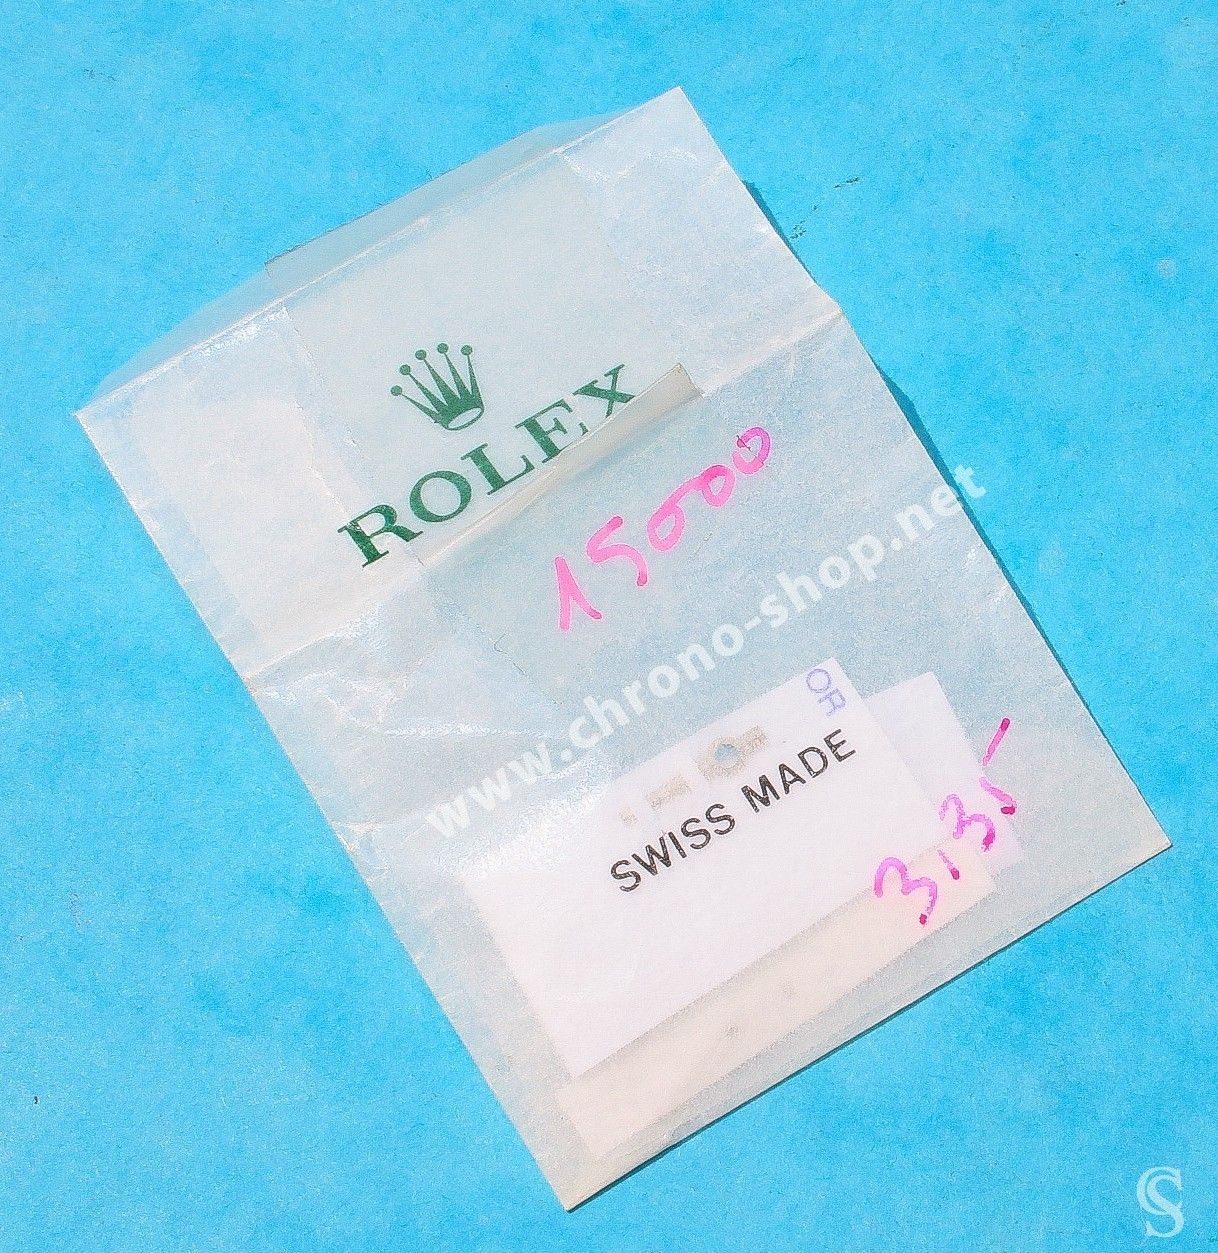 ROLEX
15000
www.chrono-shop.net
OR
SWISS MADE
3135